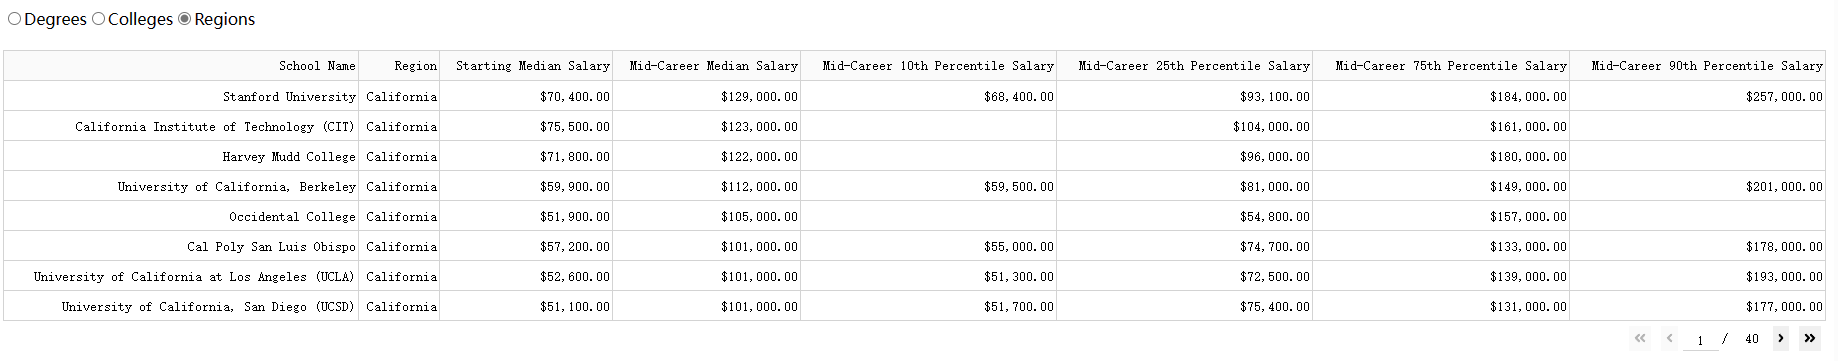 Degrees Colleges Regions
School Name Region Starting Median Salary Mid-Career Median Salary Mid-Career 10th Percentile Salary Mid-Career 25th Percentile Salary Mid-Career 75th Percentile Salary Mid-Career 90th Percentile Salary
Stanford University California $70,400.00 $129,000.00 $68,400.00 $93,100.00 $184,000.00 $257,000.00
California Institute of Technology (CIT) California $75,500.00 $123,000.00 $104,000.00 $161,000.00
Harvey Mudd College California $71,800.00 $122,000.00 $96,000.00 $180,000.00
University of California, Berkeley California $59,900.00 $112,000.00 $59,500.00 $81,000.00 $149,000.00 $201,000.00
Occidental College California $51,900.00 $105,000.00 $54,800.00 $157,000.00
Cal Poly San Luis Obispo California $57,200.00 $101,000.00 $55,000.00 $74,700.00 $133,000.00 $178,000.00
University of California at Los Angeles (UCLA) California $52,600.00 $101,000.00 $51,300.00 $72,500.00 $139,000.00 $193,000.00
University of California, San Diego (UCSD) California $51,100.00 $101,000.00 $51,700.00 $75,400.00 $131,000.00 $177,000.00
« ‹ 1 / 40 › »